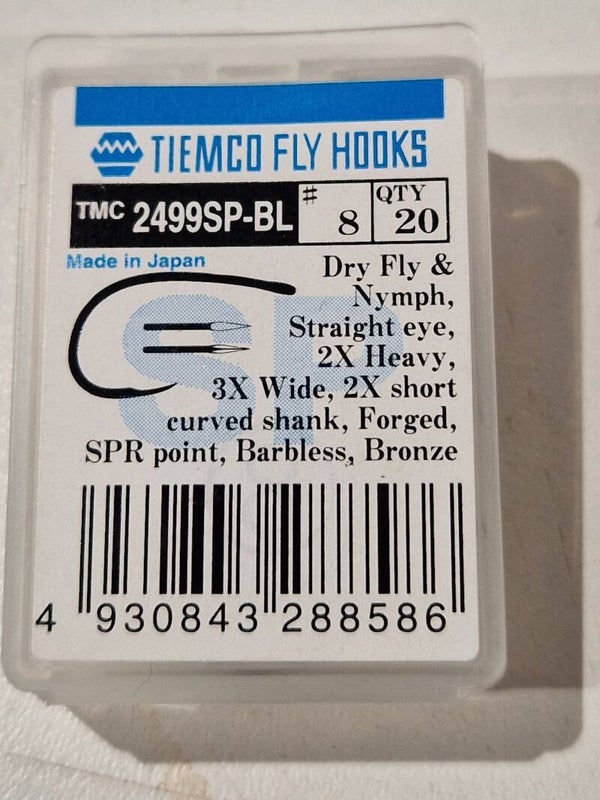 TIEMCO FLY HOOKS
TMC 2499SP-BL # 8 QTY 20
Made in Japan
SP
Dry Fly &
Nymph,
Straight eye,
2X Heavy,
3X Wide, 2X short
curved shank, Forged,
SPR point, Barbless, Bronze
4 930843 288586